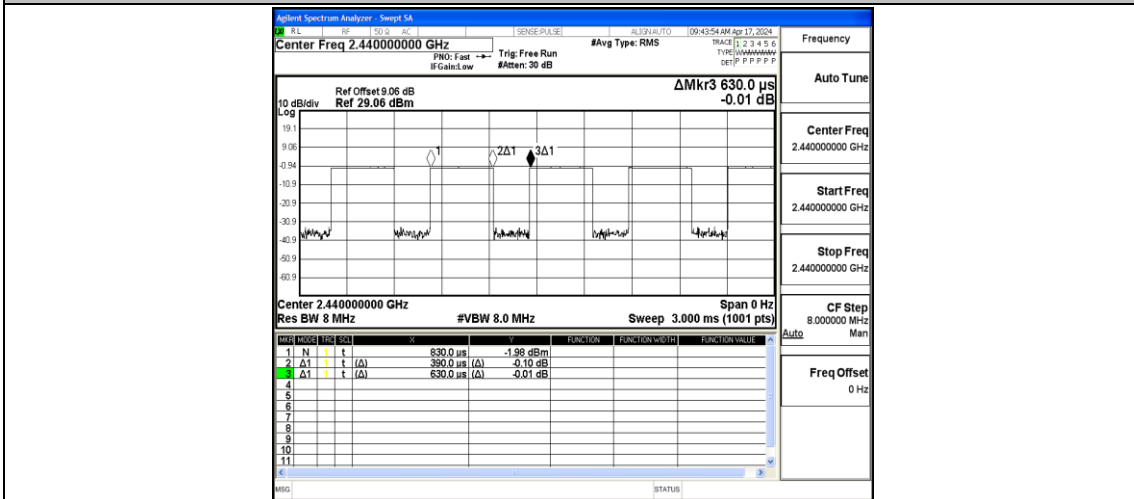 Agilent Spectrum Analyzer - Swept SA
RL RF 50 Ω AC SENSE:PULSE ALIGNAUTO 09:43:54 AM Apr 17, 2024
Center Freq 2.440000000 GHz
PNO: Fast
IFGain:Low
Trig: Free Run
#Atten: 30 dB
#Avg Type: RMS
TRACE 1 2 3 4 5 6
TYPE
DET P P P P P P
Frequency
ΔMkr3 630.0 µs
-0.01 dB
Ref Offset 9.06 dB
10 dB/div Ref 29.06 dBm
Log
19.1
9.06
-0.94
-10.9
-20.9
-30.9
-40.9
-50.9
-60.9
1
2Δ1
3Δ1
Center 2.440000000 GHz Span 0 Hz
Res BW 8 MHz #VBW 8.0 MHz Sweep 3.000 ms (1001 pts)
MKR MODE TRC SCL X Y FUNCTION FUNCTION WIDTH FUNCTION VALUE
1 N 1 t 830.0 µs -1.98 dBm
2 Δ1 1 t (Δ) 390.0 µs (Δ) -0.10 dB
3 Δ1 1 t (Δ) 630.0 µs (Δ) -0.01 dB
4
5
6
7
8
9
10
11
MSG STATUS
Auto Tune
Center Freq
2.440000000 GHz
Start Freq
2.440000000 GHz
Stop Freq
2.440000000 GHz
CF Step
8.000000 MHz
Auto Man
Freq Offset
0 Hz